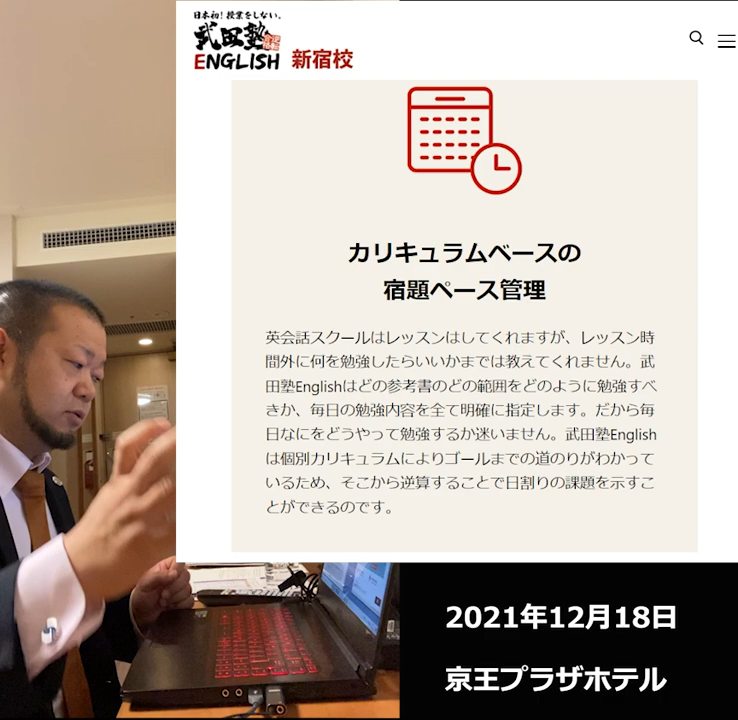 日本初！授業をしない。
武田塾
ENGLISH 新宿校
カリキュラムベースの
宿題ペース管理
英会話スクールはレッスンはしてくれますが、レッスン時
間外に何を勉強したらいいかまでは教えてくれません。武
田塾Englishはどの参考書のどの範囲をどのように勉強すべ
きか、毎日の勉強内容を全て明確に指定します。だから毎
日なにをどうやって勉強するか迷いません。武田塾English
は個別カリキュラムによりゴールまでの道のりがわかって
いるため、そこから逆算することで日割りの課題を示すこ
とができるのです。
2021年12月18日
京王プラザホテル